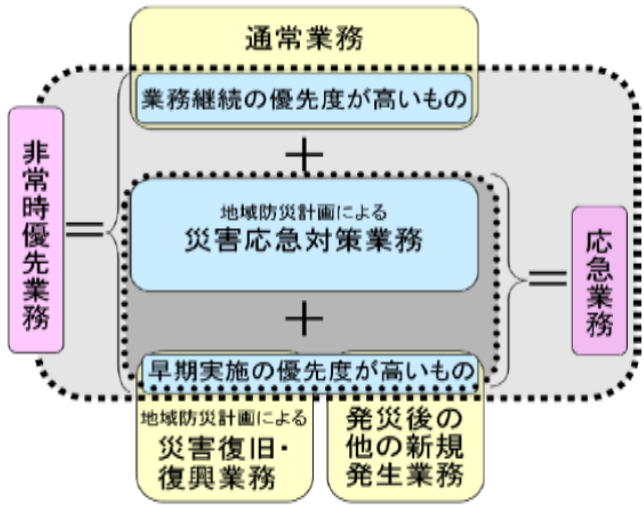 通常業務
業務継続の優先度が高いもの
＋
非常時優先業務
＝
地域防災計画による
災害応急対策業務
＝
応急業務
＋
早期実施の優先度が高いもの
地域防災計画による
災害復旧・
復興業務
発災後の
他の新規
発生業務